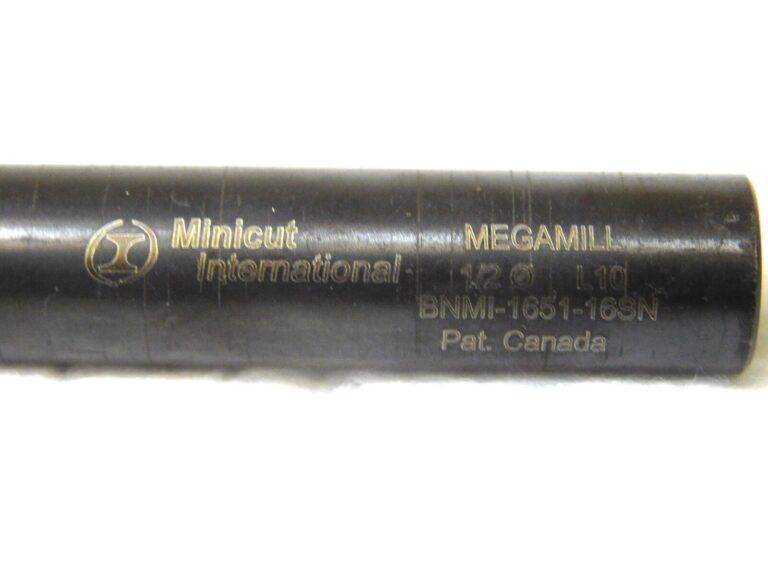 Minicut
International
MEGAMILL
1/2 Ø L10
BNMI-1651-16SN
Pat. Canada